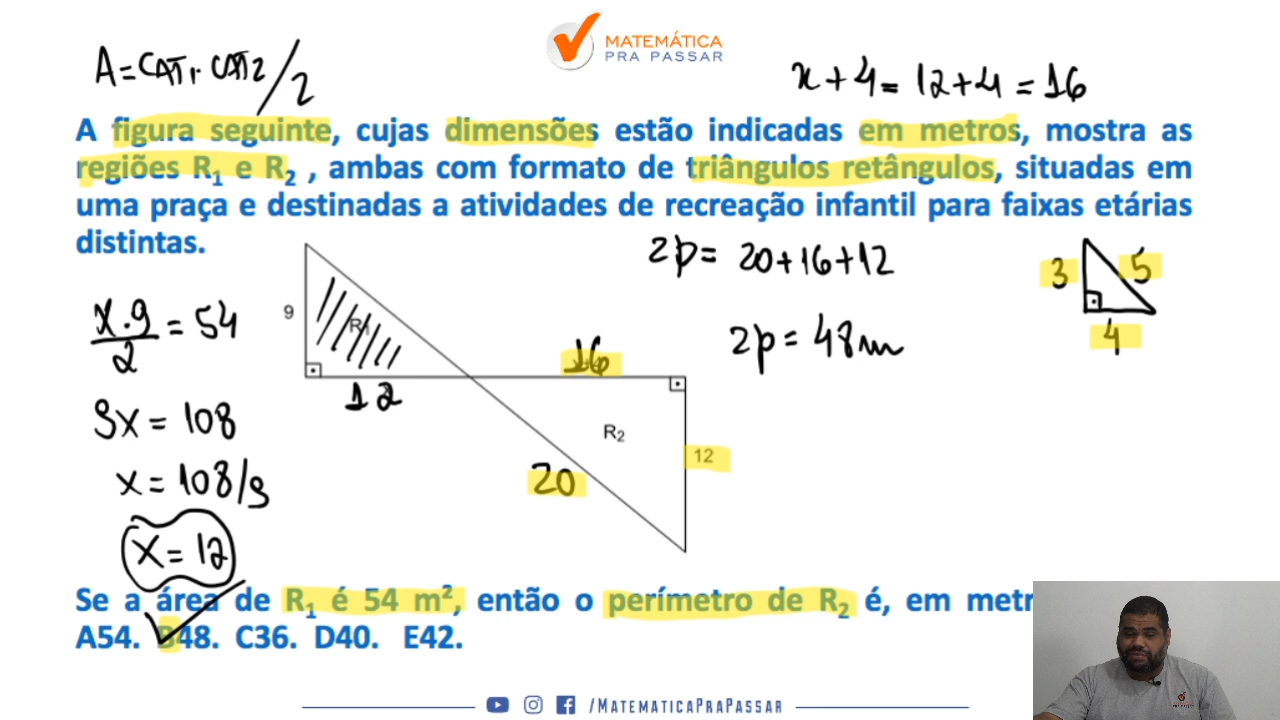 MATEMÁTICA
PRA PASSAR
A=CAT1.CAT2/2
x+4=12+4=16
A figura seguinte, cujas dimensões estão indicadas em metros, mostra as
regiões R1 e R2 , ambas com formato de triângulos retângulos, situadas em
uma praça e destinadas a atividades de recreação infantil para faixas etárias
distintas.
2p= 20+16+12
3
5
4
9
R1
x.9/2 = 54
2p= 48m
16
12
9x= 108
R2
12
20
x= 108/9
x=12
Se a área de R1 é 54 m², então o perímetro de R2 é, em metr
A54. B48. C36. D40. E42.
/MATEMATICAPRAPASSAR